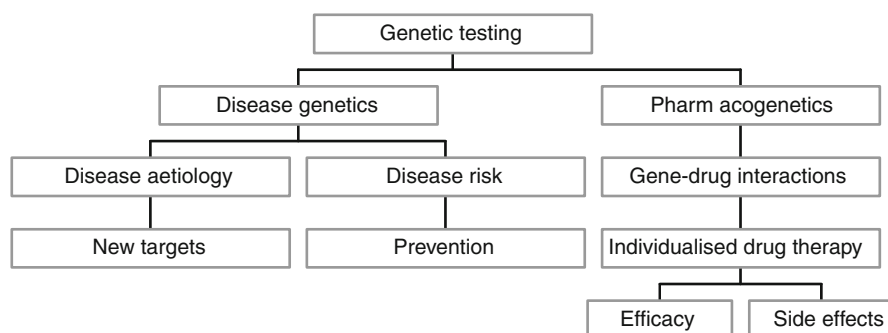 Genetic testing
Disease genetics
Pharm acogenetics
Disease aetiology
Disease risk
Gene-drug interactions
New targets
Prevention
Individualised drug therapy
Efficacy
Side effects